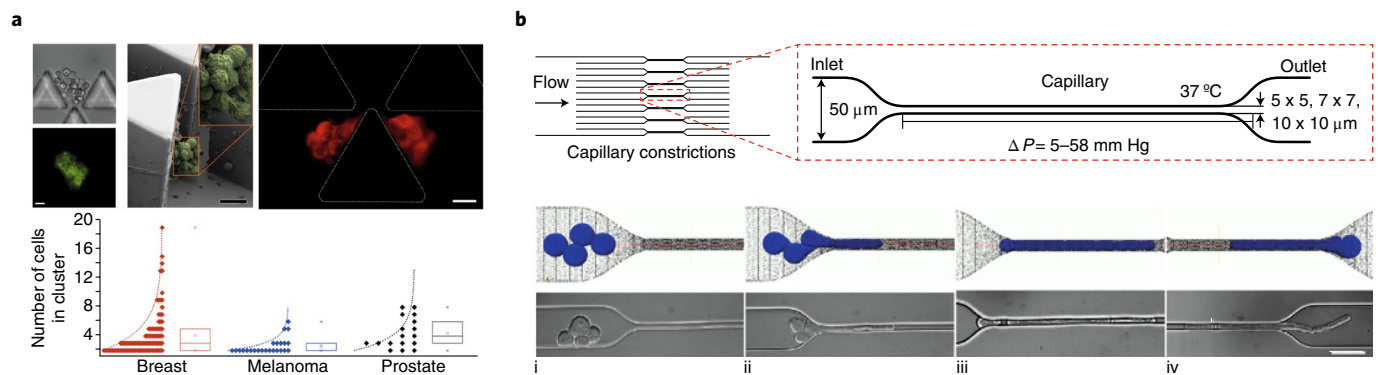 a
Number of cells
in cluster
20
16
12
8
4
Breast
Melanoma
Prostate
b
Flow
Capillary constrictions
Inlet
Capillary
Outlet
37 ºC
50 μm
5 x 5, 7 x 7,
10 x 10 μm
Δ P = 5–58 mm Hg
i
ii
iii
iv